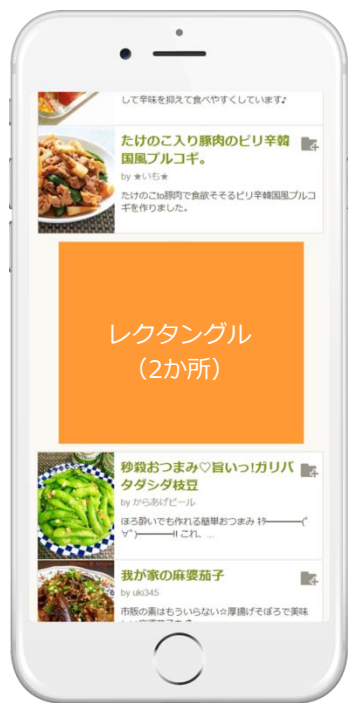 して辛味を抑えて食べやすくしています♪
たけのこ入り豚肉のピリ辛韓
国風プルコギ。
by ★いも★
たけのこto豚肉で食欲そそるピリ辛韓国風プルコ
ギを作りました。
レクタングル
(2か所)
秒殺おつまみ♡旨いっ!ガリバ
タダシダ枝豆
by からあげビール
ほろ酔いでも作れる簡単おつまみ ｷﾀ━━━━(ﾟ
∀ﾟ)━━━━!! これ、...
我が家の麻婆茄子
by uki345
市販の素はもういらない☆厚揚げそぼろで美味